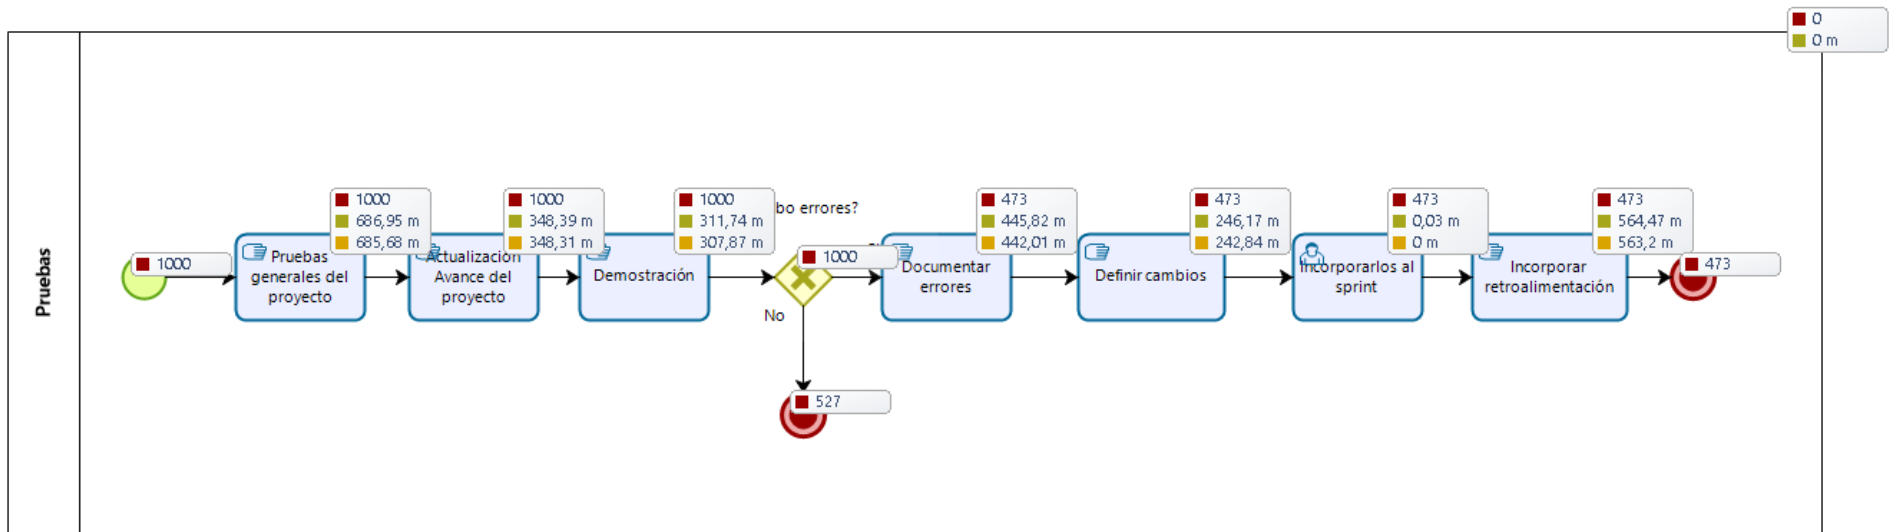 0
0 m
Pruebas
1000
Pruebas
generales del
proyecto
1000
686,95 m
685,68 m
Actualización
Avance del
proyecto
1000
348,39 m
348,31 m
Demostración
1000
311,74 m
307,87 m
bo errores?
1000
No
527
Documentar
errores
473
445,82 m
442,01 m
Definir cambios
473
246,17 m
242,84 m
Incorporarlos al
sprint
473
0,03 m
0 m
Incorporar
retroalimentación
473
564,47 m
563,2 m
473